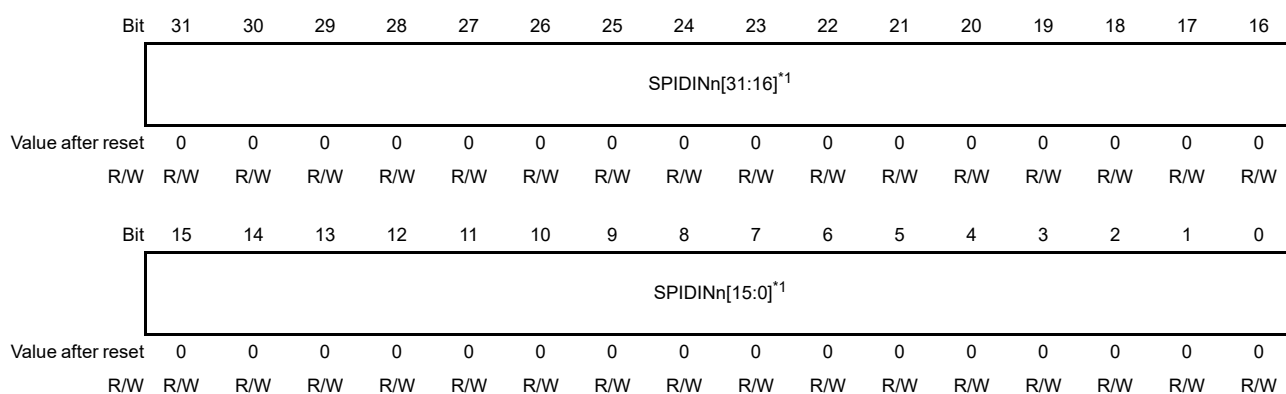 Bit 31 30 29 28 27 26 25 24 23 22 21 20 19 18 17 16
SPIDINn[31:16]*1
Value after reset 0 0 0 0 0 0 0 0 0 0 0 0 0 0 0 0
R/W R/W R/W R/W R/W R/W R/W R/W R/W R/W R/W R/W R/W R/W R/W R/W R/W
Bit 15 14 13 12 11 10 9 8 7 6 5 4 3 2 1 0
SPIDINn[15:0]*1
Value after reset 0 0 0 0 0 0 0 0 0 0 0 0 0 0 0 0
R/W R/W R/W R/W R/W R/W R/W R/W R/W R/W R/W R/W R/W R/W R/W R/W R/W